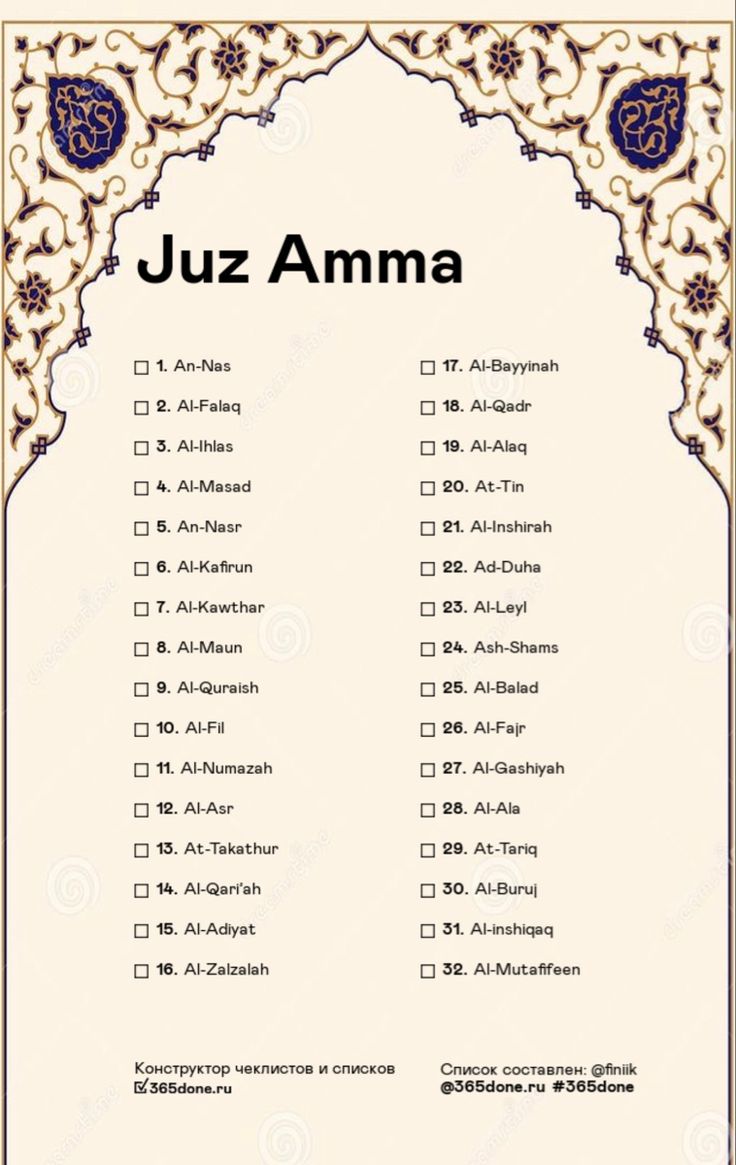 Juz Amma
☐ 1. An-Nas
☐ 2. Al-Falaq
☐ 3. Al-Ihlas
☐ 4. Al-Masad
☐ 5. An-Nasr
☐ 6. Al-Kafirun
☐ 7. Al-Kawthar
☐ 8. Al-Maun
☐ 9. Al-Quraish
☐ 10. Al-Fil
☐ 11. Al-Numazah
☐ 12. Al-Asr
☐ 13. At-Takathur
☐ 14. Al-Qari'ah
☐ 15. Al-Adiyat
☐ 16. Al-Zalzalah
☐ 17. Al-Bayyinah
☐ 18. Al-Qadr
☐ 19. Al-Alaq
☐ 20. At-Tin
☐ 21. Al-Inshirah
☐ 22. Ad-Duha
☐ 23. Al-Leyl
☐ 24. Ash-Shams
☐ 25. Al-Balad
☐ 26. Al-Fajr
☐ 27. Al-Gashiyah
☐ 28. Al-Ala
☐ 29. At-Tariq
☐ 30. Al-Buruj
☐ 31. Al-inshiqaq
☐ 32. Al-Mutaffifeen
Конструктор чеклистов и списков
365done.ru
Список составлен: @finiik
@365done.ru #365done